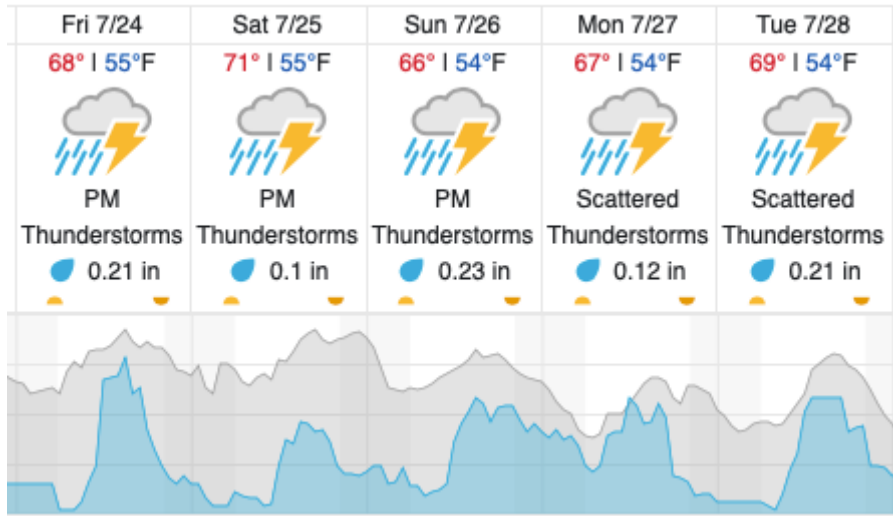 Fri 7/24 Sat 7/25 Sun 7/26 Mon 7/27 Tue 7/28
68° | 55°F 71° | 55°F 66° | 54°F 67° | 54°F 69° | 54°F
PM PM PM Scattered Scattered
Thunderstorms Thunderstorms Thunderstorms Thunderstorms Thunderstorms
0.21 in 0.1 in 0.23 in 0.12 in 0.21 in